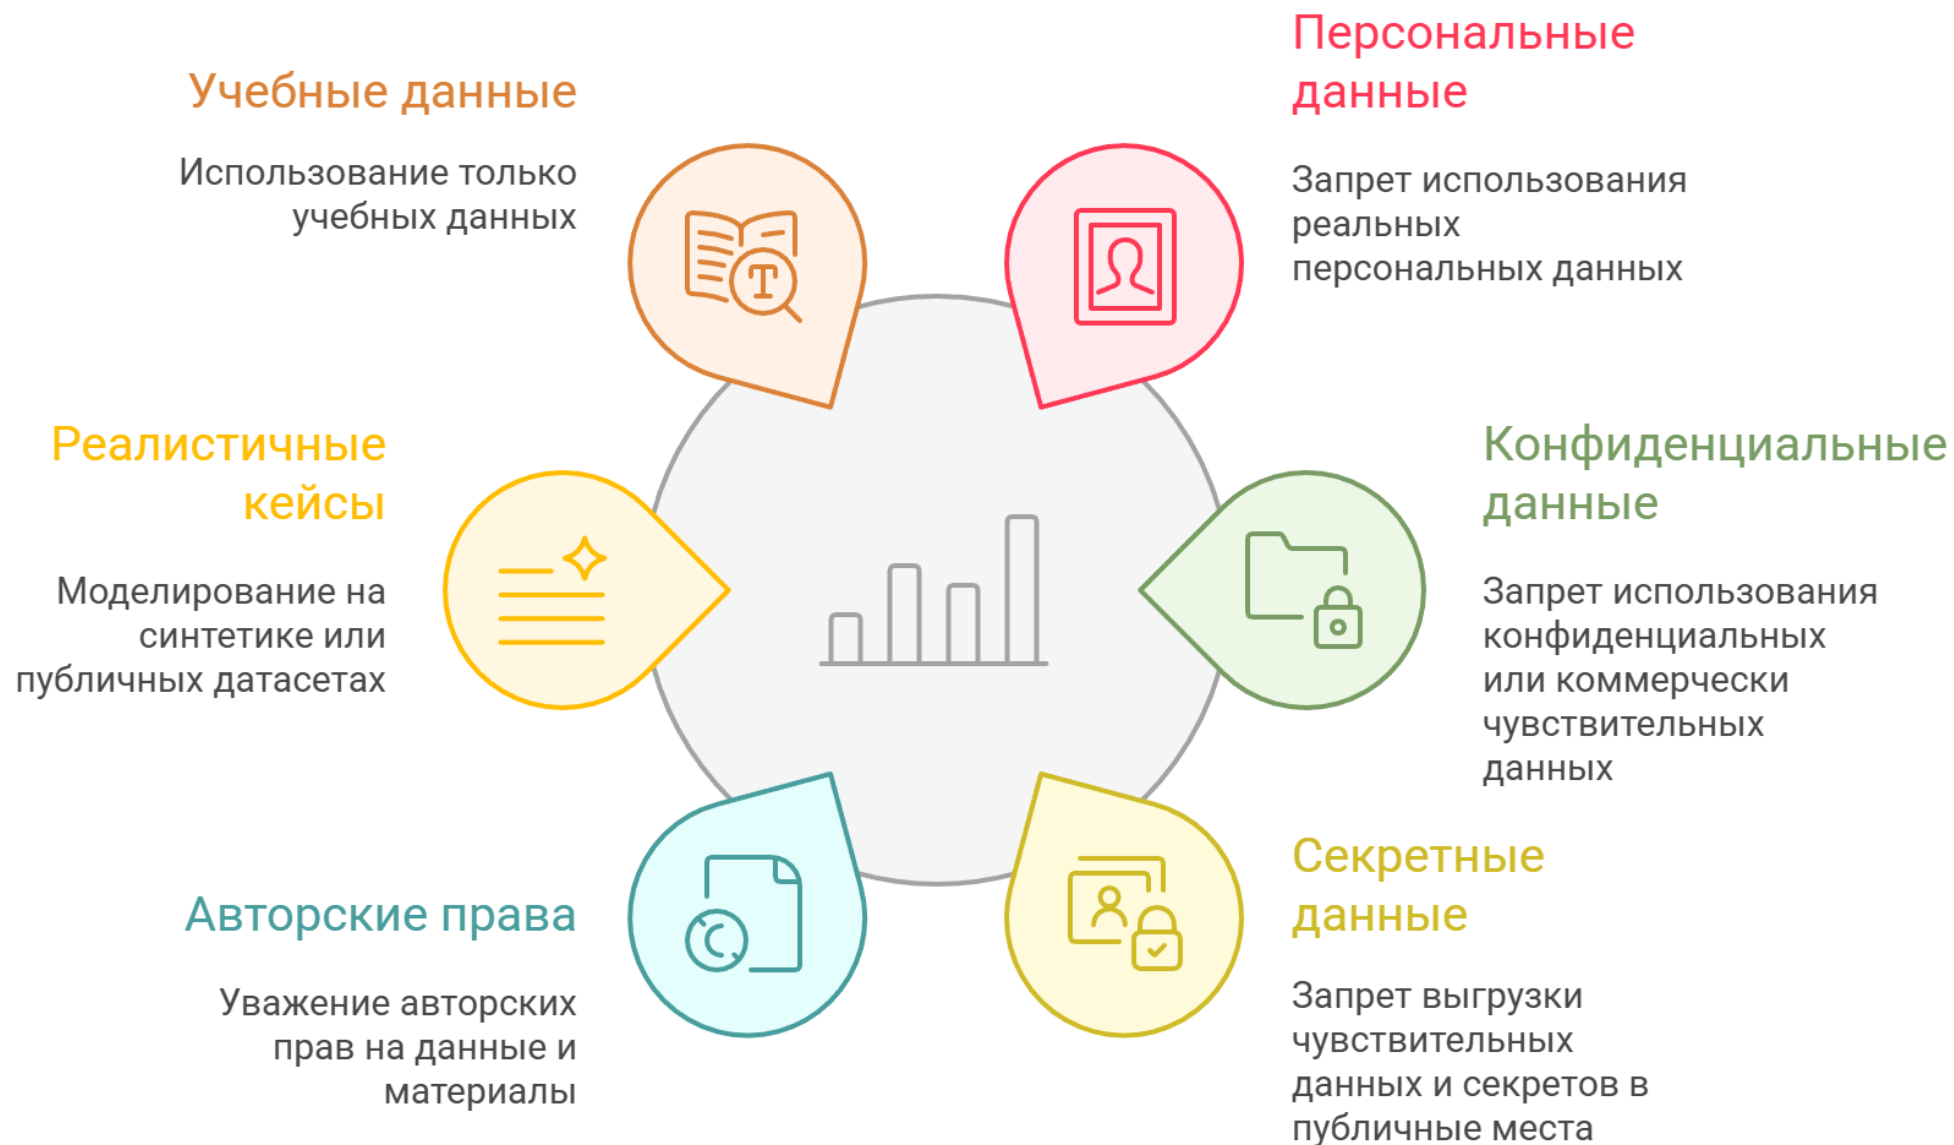 Учебные данные
Использование только
учебных данных
Персональные
данные
Запрет использования
реальных
персональных данных
Реалистичные
кейсы
Моделирование на
синтетике или
публичных датасетах
Конфиденциальные
данные
Запрет использования
конфиденциальных
или коммерчески
чувствительных
данных
Авторские права
Уважение авторских
прав на данные и
материалы
Секретные
данные
Запрет выгрузки
чувствительных
данных и секретов в
публичные места